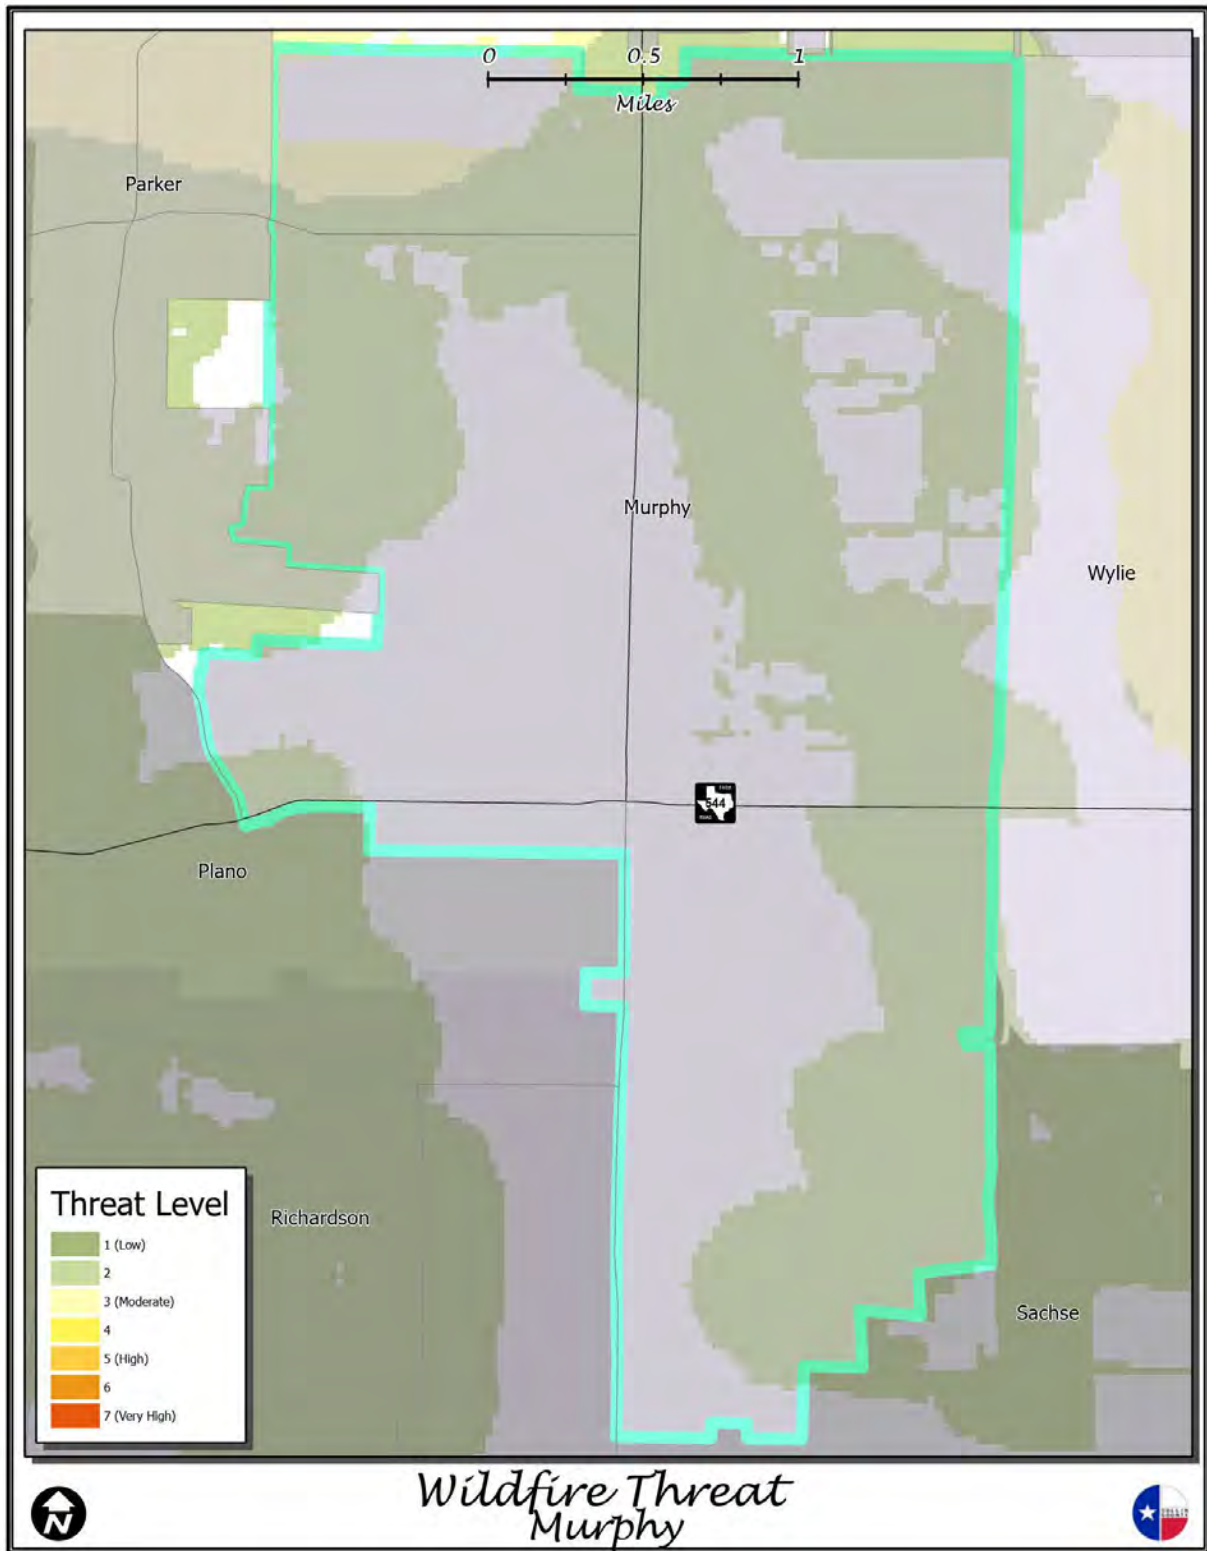 0 0.5 1
Miles
Parker
Murphy
Wylie
544
Plano
Richardson
Sachse
Threat Level
1 (Low)
2
3 (Moderate)
4
5 (High)
6
7 (Very High)
N
Wildfire Threat
Murphy